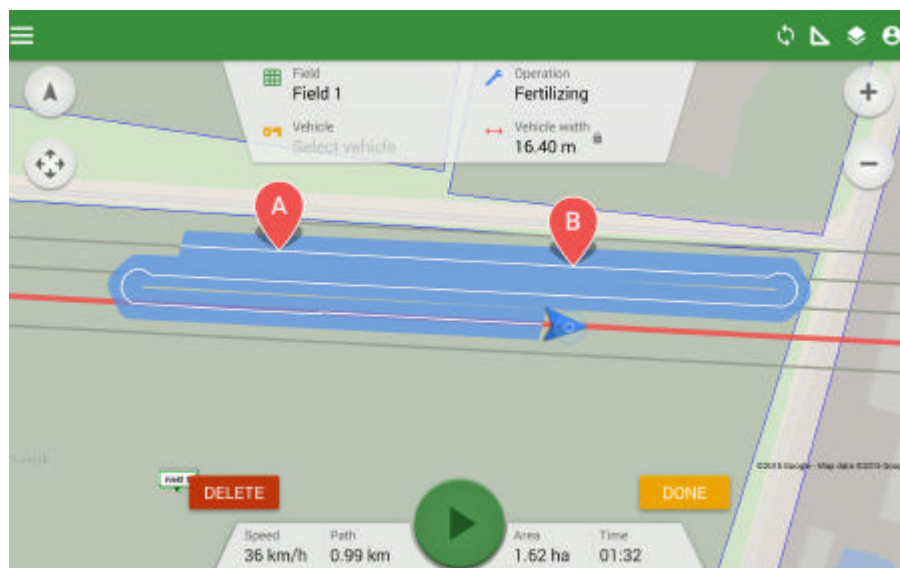 Field
Field 1
Operation
Fertilizing
Vehicle
Select vehicle
Vehicle width
16.40 m
A
B
DELETE
DONE
Speed
36 km/h
Path
0.99 km
Area
1.62 ha
Time
01:32